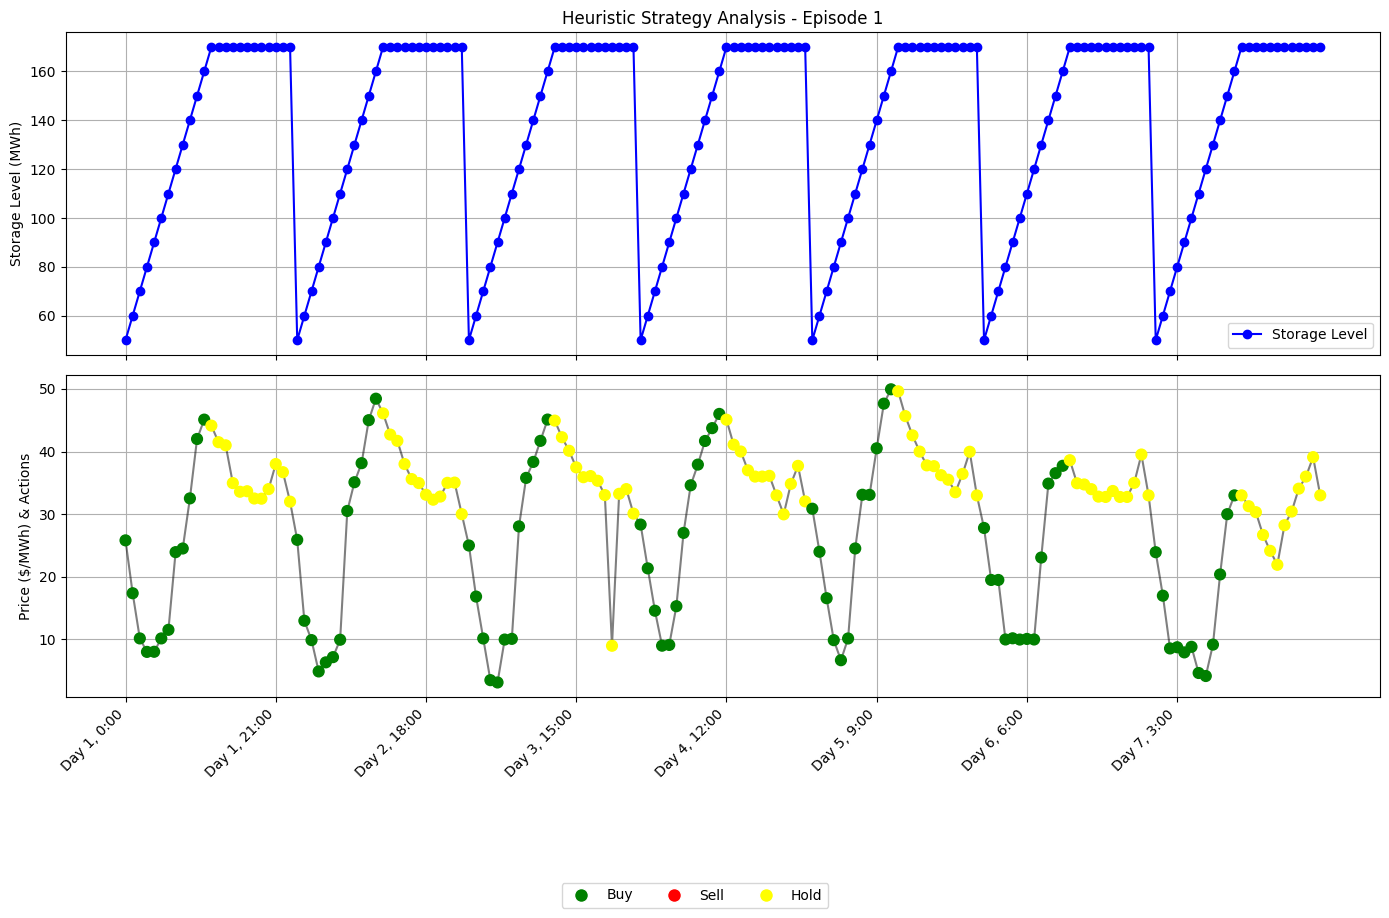 Heuristic Strategy Analysis - Episode 1
Storage Level (MWh)
160
140
120
100
80
60
Storage Level
Price ($/MWh) & Actions
50
40
30
20
10
Day 1, 0:00
Day 1, 21:00
Day 2, 18:00
Day 3, 15:00
Day 4, 12:00
Day 5, 9:00
Day 6, 6:00
Day 7, 3:00
Buy Sell Hold